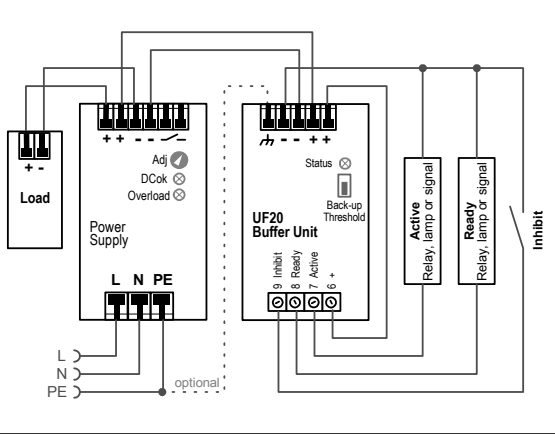 + + - -
Adj
DCok
Overload
Power
Supply
L N PE
+ -
Load
L
N
PE
optional
- - + +
Status
Back-up
Threshold
UF20
Buffer Unit
9 Inhibit
8 Ready
7 Active
6 +
Active
Relay, lamp or signal
Ready
Relay, lamp or signal
Inhibit